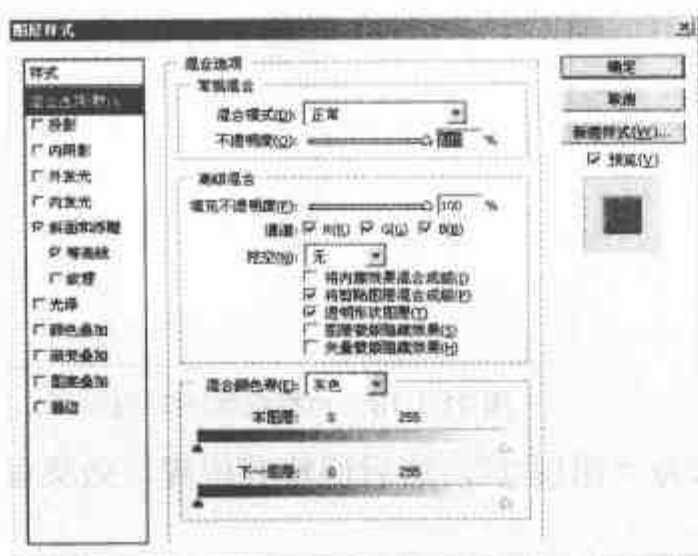 图层样式
样式
混合选项:默认
投影
内阴影
外发光
内发光
斜面和浮雕
等高线
纹理
光泽
颜色叠加
渐变叠加
图案叠加
描边
混合选项
常规混合
混合模式(D): 正常
不透明度(O): %
高级混合
填充不透明度(F): 100 %
通道: R(R) G(G) B(B)
挖空(N): 无
将内部效果混合成组(I)
将剪贴图层混合成组(P)
透明形状图层(T)
图层蒙版隐藏效果(S)
矢量蒙版隐藏效果(H)
混合颜色带(E): 灰色
本图层: 0 255
下一图层: 0 255
确定
取消
新建样式(W)...
预览(V)